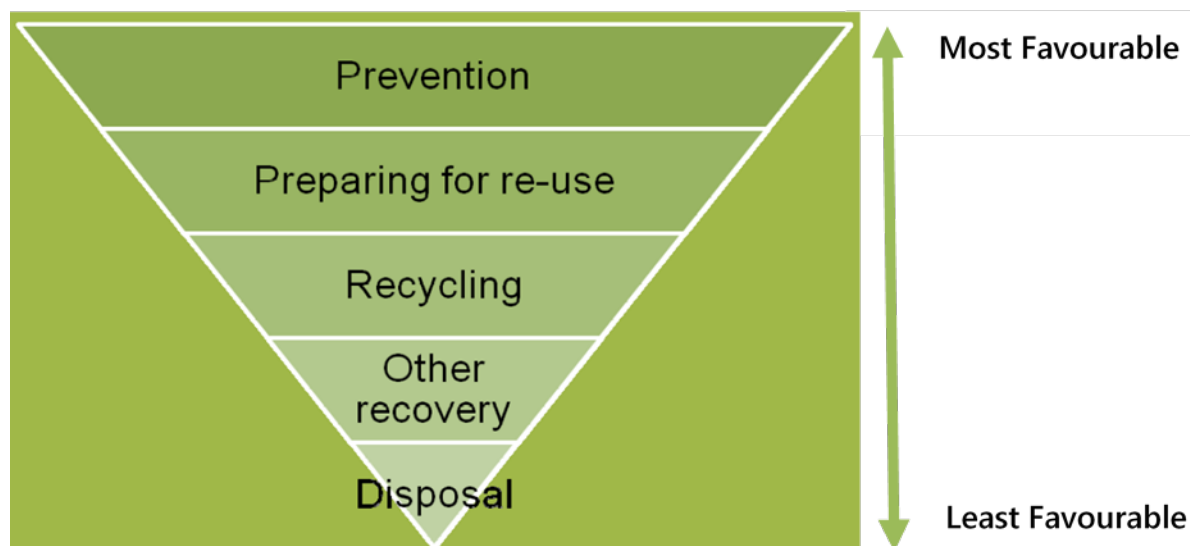 Prevention
Most Favourable
Preparing for re-use
Recycling
Other
recovery
Disposal
Least Favourable